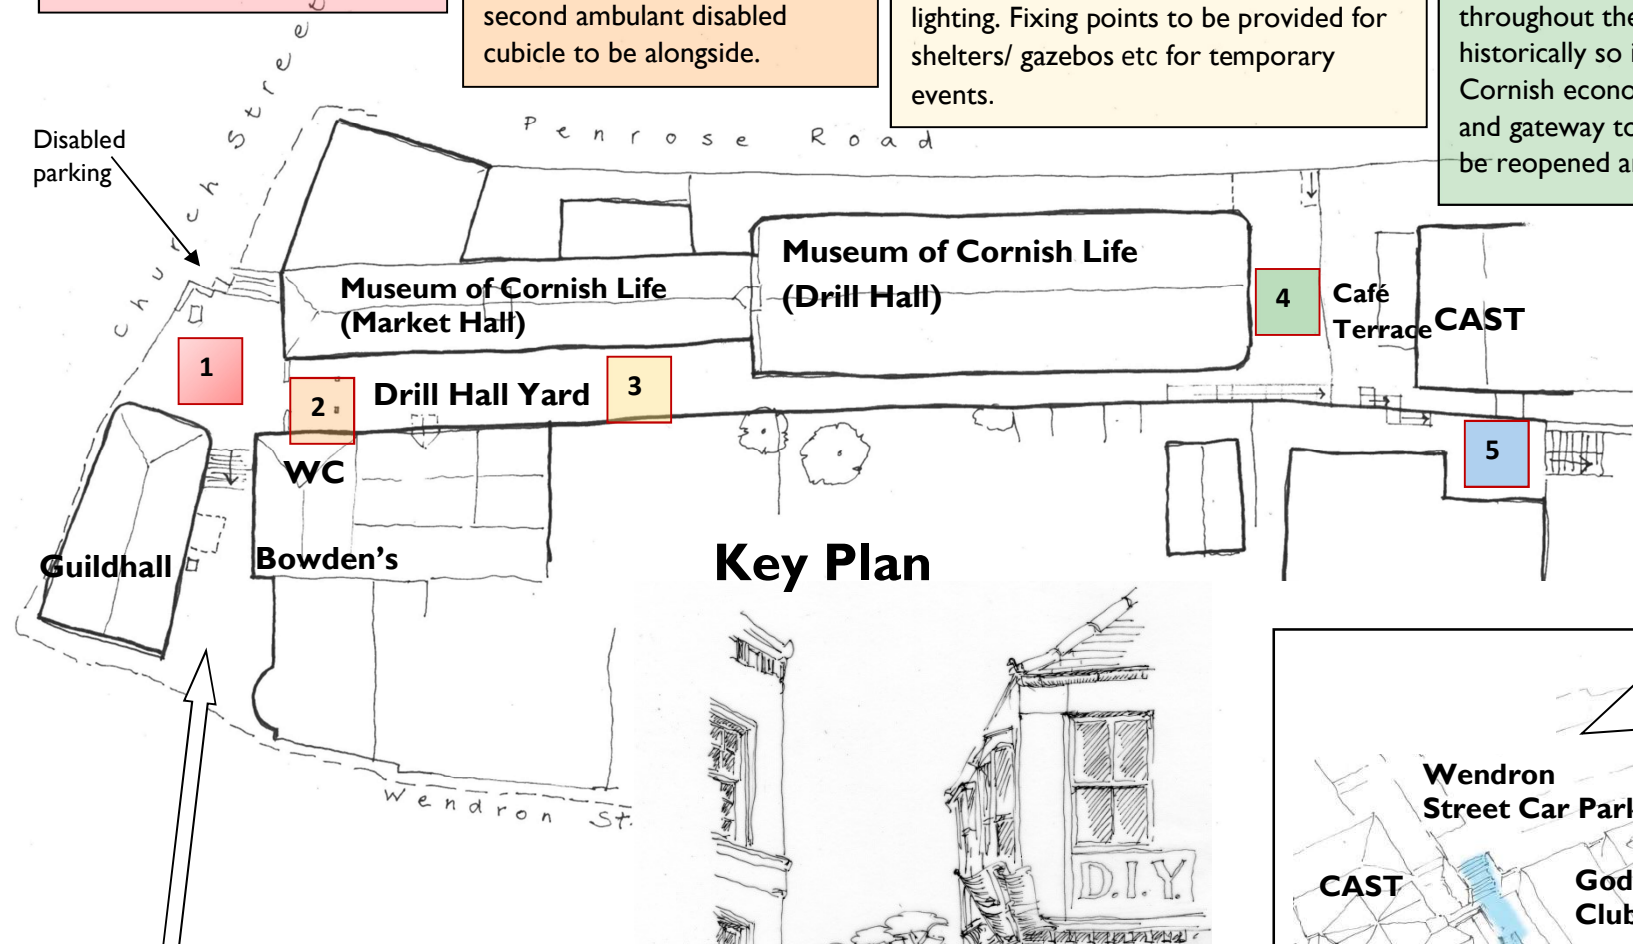 second ambulant disabled
cubicle to be alongside.
lighting. Fixing points to be provided for
shelters/ gazebos etc for temporary
events.
throughout the
historically so i
Cornish econo
and gateway to
be reopened a
Church Stree
Penrose Road
Disabled
parking
Museum of Cornish Life
(Market Hall)
Museum of Cornish Life
(Drill Hall)
4
Café
Terrace
CAST
1
2
Drill Hall Yard
3
5
WC
Guildhall
Bowden's
Key Plan
Wendron St.
D.I.Y.
Wendron
Street Car Park
CAST
God
Club